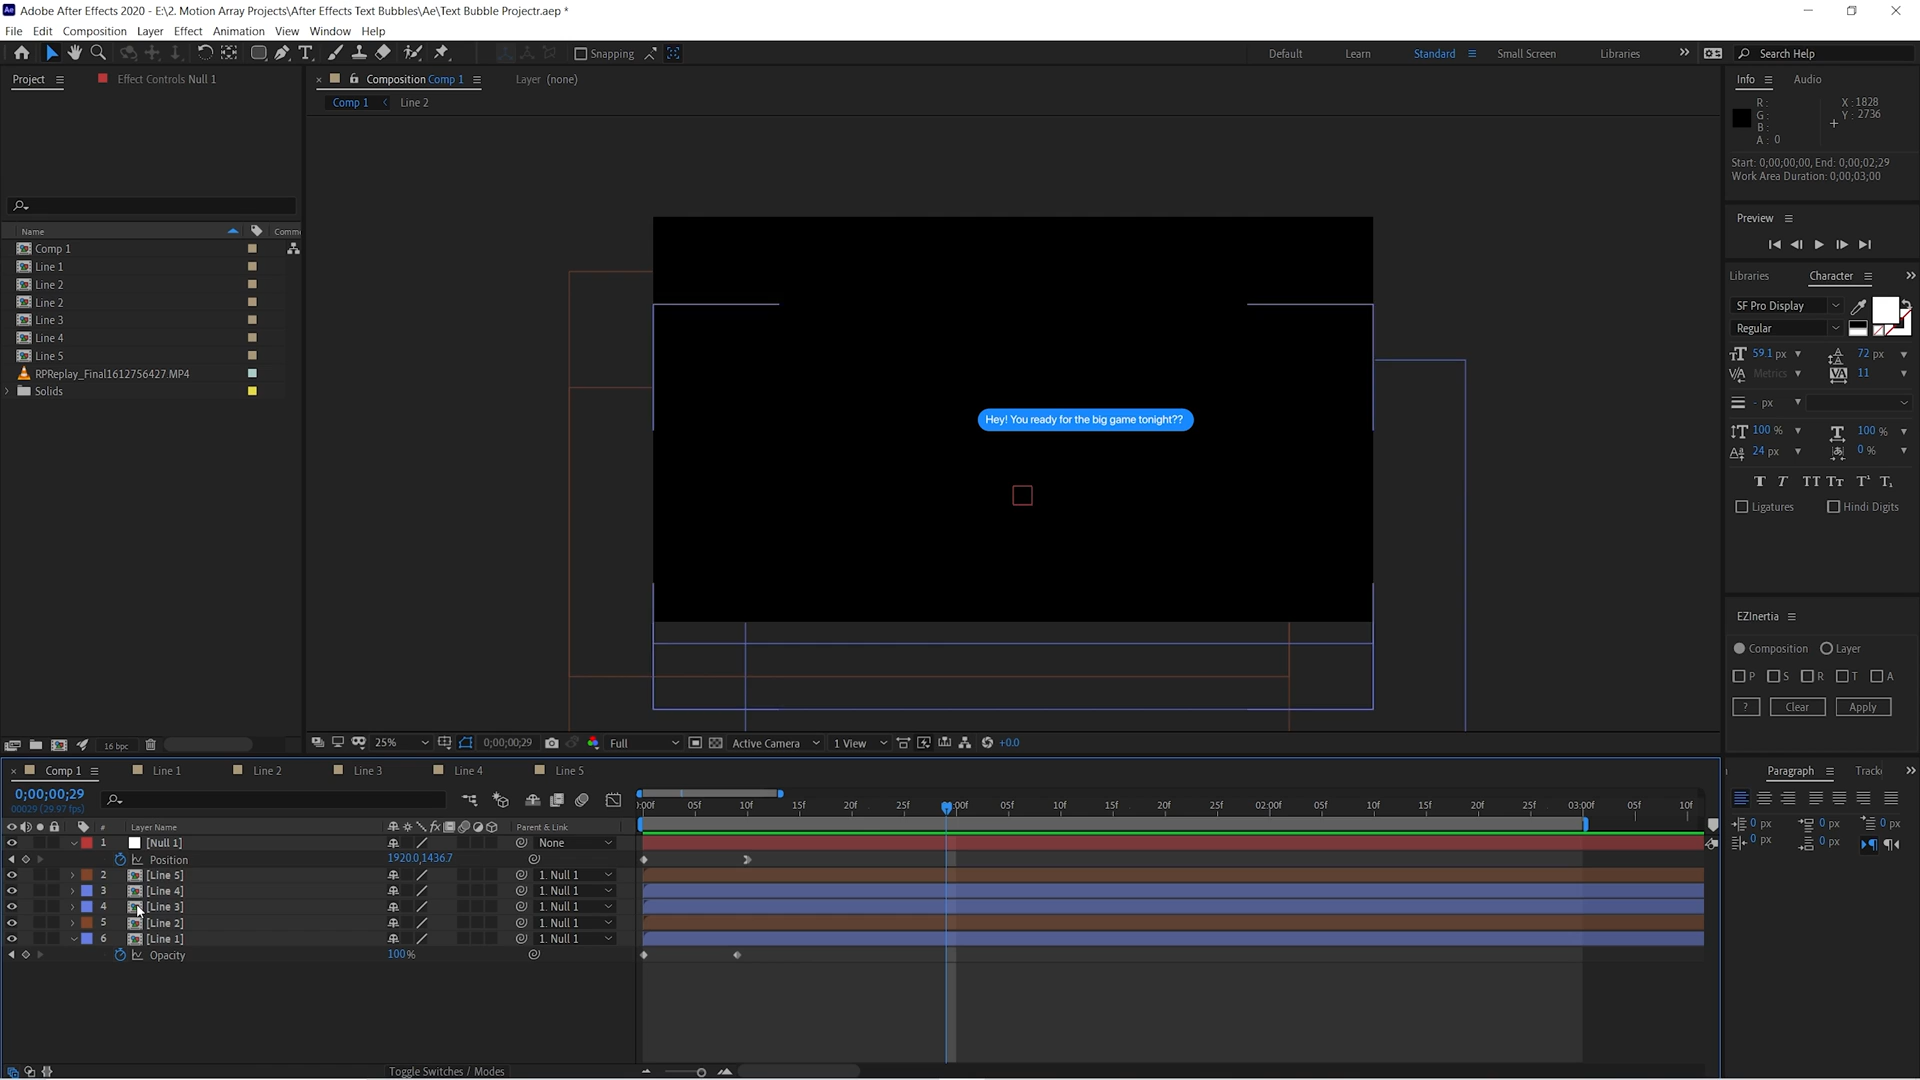 Adobe After Effects 2020 - E:\2. Motion Array Projects\After Effects Text Bubbles\Ae\Text Bubble Projectr.aep *
File Edit Composition Layer Effect Animation View Window Help
Snapping
Default Learn Standard Small Screen Libraries Search Help
Project Effect Controls Null 1
Composition Comp 1 Layer (none)
Comp 1 Line 2
Info Audio
R: X : 1828
G: Y : 2736
B:
A: 0
Start: 0;00;00;00, End: 0;00;02;29
Work Area Duration: 0;00;03;00
Preview
Name Comm
Comp 1
Line 1
Line 2
Line 2
Line 3
Line 4
Line 5
RPReplay_Final1612756427.MP4
Solids
Hey! You ready for the big game tonight??
Libraries Character
SF Pro Display
Regular
59.1 px 72 px
Metrics 11
- px
100 % 100 %
24 px 0 %
Ligatures Hindi Digits
EZInertia
Composition Layer
P S R T A
? Clear Apply
16 bpc
25% 0;00;00;29 Full Active Camera 1 View +0.0
Comp 1 Line 1 Line 2 Line 3 Line 4 Line 5
0;00;00;29
00029 (29.97 fps)
):00f 05f 10f 15f 20f 25f 00f 05f 10f 15f 20f 25f 02:00f 05f 10f 15f 20f 25f 03:00f 05f 10f
# Layer Name Parent & Link
1 [Null 1] None
Position 1920.0,1436.7
2 [Line 5] 1. Null 1
3 [Line 4] 1. Null 1
4 [Line 3] 1. Null 1
5 [Line 2] 1. Null 1
6 [Line 1] 1. Null 1
Opacity 100%
Toggle Switches / Modes
Paragraph Tracke
0 px 0 px 0 px
0 px 0 px